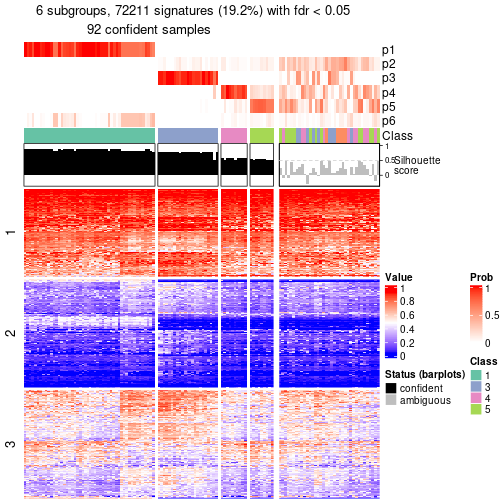 6 subgroups, 72211 signatures (19.2%) with fdr < 0.05
92 confident samples
p1
p2
p3
p4
p5
p6
Class
1
0.5
0
Silhouette
score
1
2
3
Value
1
0.8
0.6
0.4
0.2
0
Prob
1
0.5
0
Status (barplots)
confident
ambiguous
Class
1
3
4
5